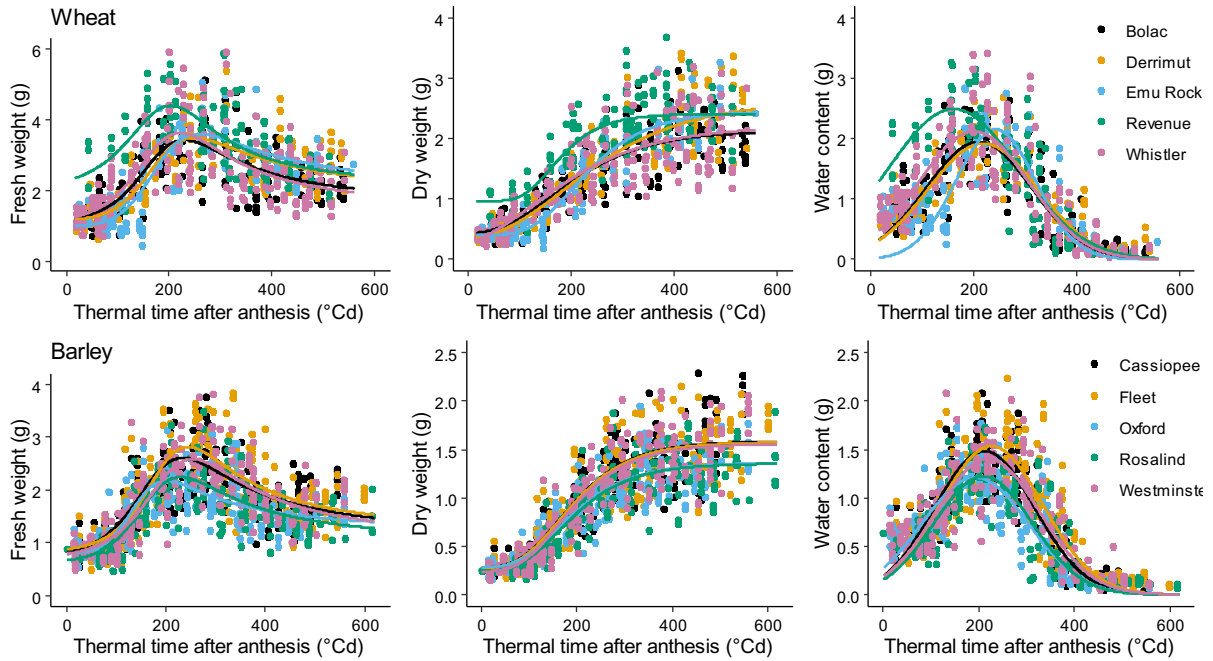 Wheat
Fresh weight (g)
6
4
2
0
0 200 400 600
Thermal time after anthesis (°Cd)
Dry weight (g)
4
3
2
1
0
0 200 400 600
Thermal time after anthesis (°Cd)
Water content (g)
4
3
2
1
0
0 200 400 600
Thermal time after anthesis (°Cd)
Bolac
Derrimut
Emu Rock
Revenue
Whistler
Barley
Fresh weight (g)
4
3
2
1
0
0 200 400 600
Thermal time after anthesis (°Cd)
Dry weight (g)
2.5
2.0
1.5
1.0
0.5
0.0
0 200 400 600
Thermal time after anthesis (°Cd)
Water content (g)
2.5
2.0
1.5
1.0
0.5
0.0
0 200 400 600
Thermal time after anthesis (°Cd)
Cassiopee
Fleet
Oxford
Rosalind
Westminste